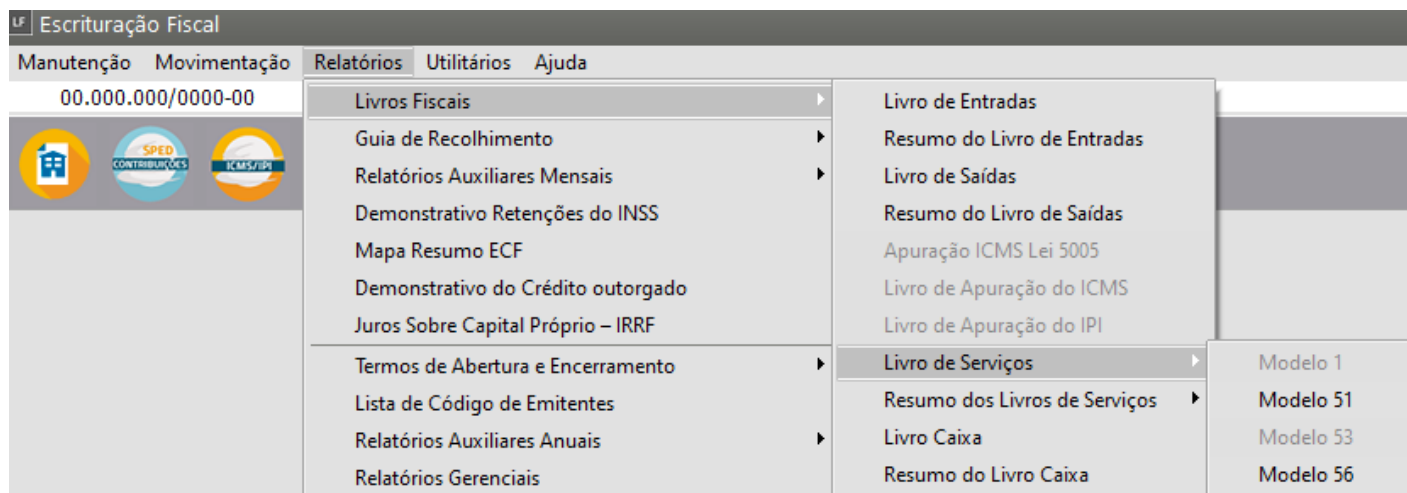 LF Escrituração Fiscal
Manutenção Movimentação Relatórios Utilitários Ajuda
00.000.000/0000-00
SPED
CONTRIBUIÇÕES
ICMS/IPI
Livros Fiscais
Guia de Recolhimento
Relatórios Auxiliares Mensais
Demonstrativo Retenções do INSS
Mapa Resumo ECF
Demonstrativo do Crédito outorgado
Juros Sobre Capital Próprio – IRRF
Termos de Abertura e Encerramento
Lista de Código de Emitentes
Relatórios Auxiliares Anuais
Relatórios Gerenciais
Livro de Entradas
Resumo do Livro de Entradas
Livro de Saídas
Resumo do Livro de Saídas
Apuração ICMS Lei 5005
Livro de Apuração do ICMS
Livro de Apuração do IPI
Livro de Serviços
Resumo dos Livros de Serviços
Livro Caixa
Resumo do Livro Caixa
Modelo 1
Modelo 51
Modelo 53
Modelo 56